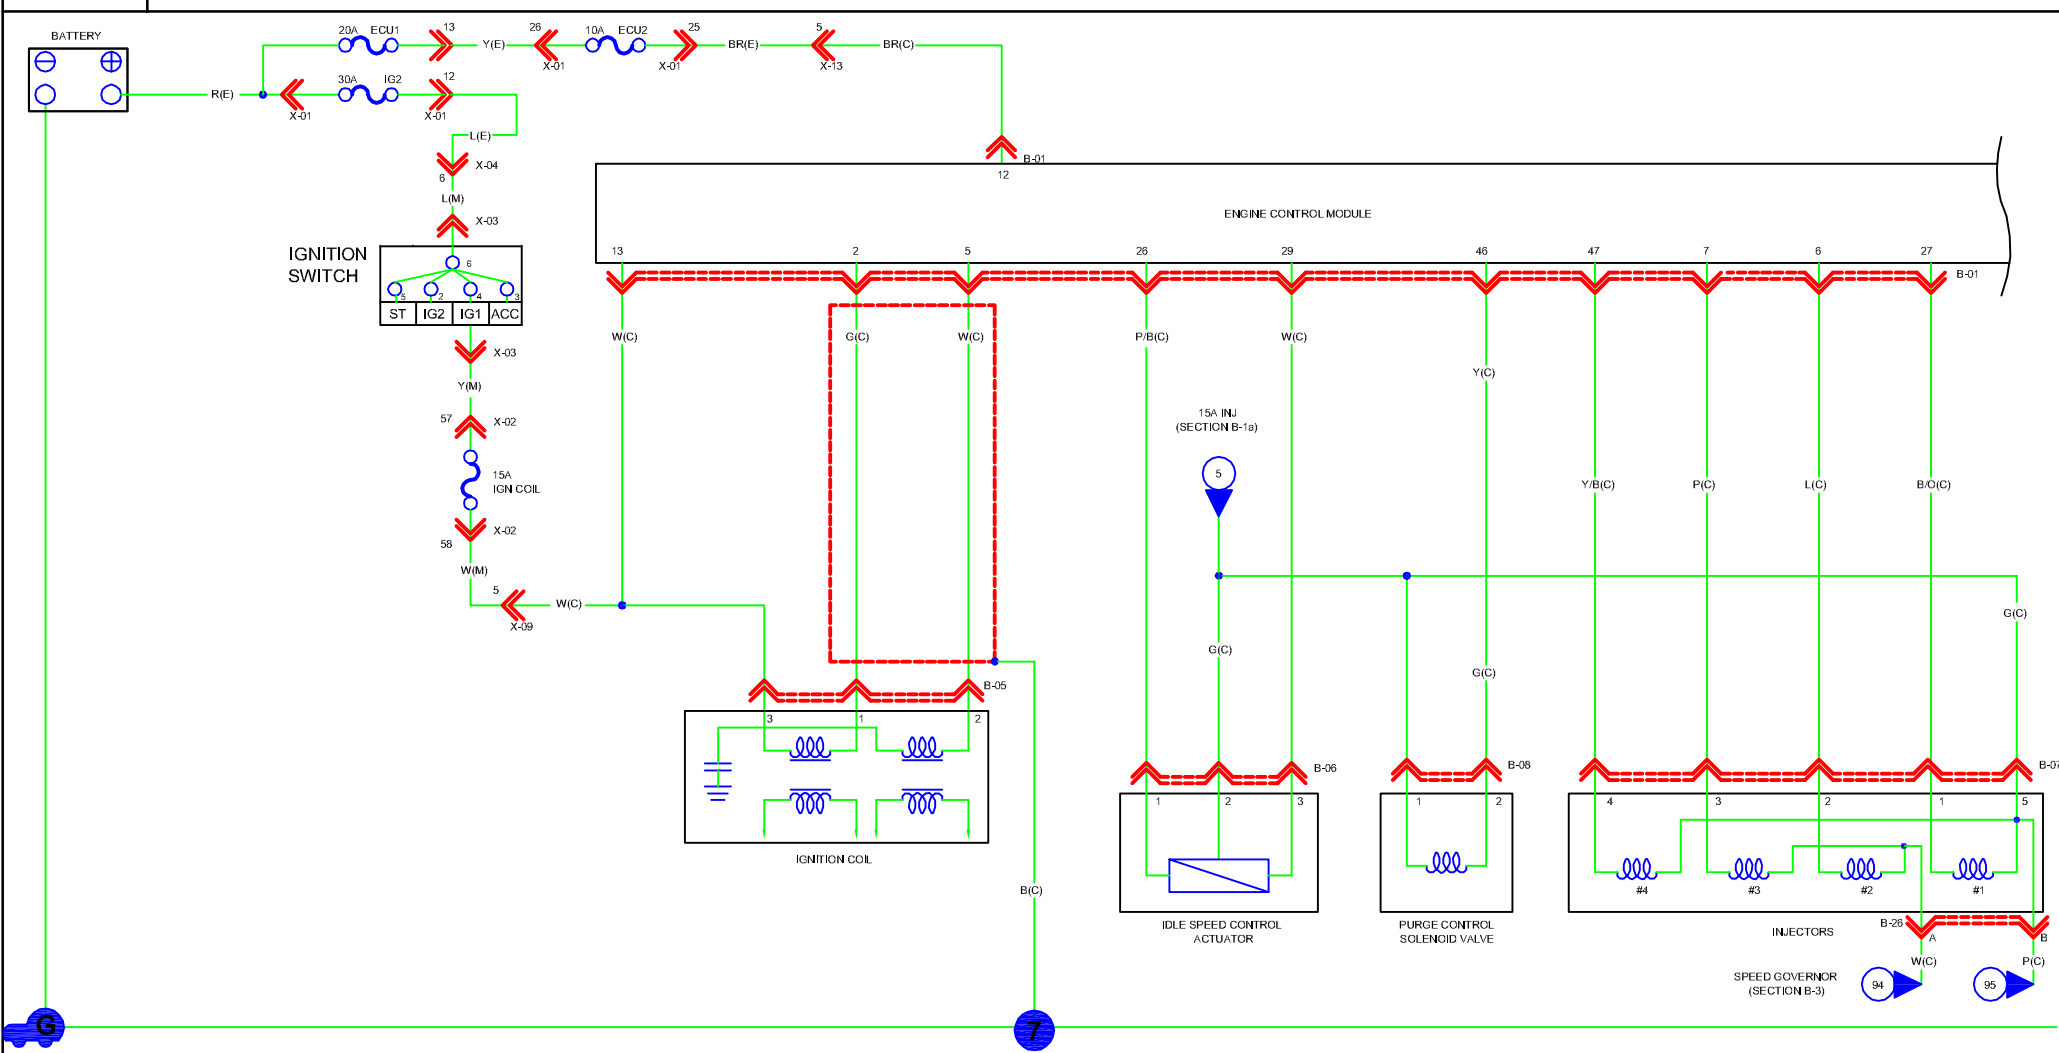 BATTERY
20A ECU1
13
Y(E)
26
X-01
10A ECU2
25
X-01
BR(E)
5
X-13
BR(C)
R(E)
X-01
30A IG2
12
X-01
L(E)
X-04
6
L(M)
X-03
B-01
12
ENGINE CONTROL MODULE
IGNITION
SWITCH
6
5 2 4 3
ST IG2 IG1 ACC
13 2 5 26 29 46 47 7 6 27
B-01
W(C) G(C) W(C) P/B(C) W(C)
Y(C)
X-03
Y(M)
57
X-02
15A
IGN COIL
X-02
58
W(M)
5
X-09
W(C)
15A INJ
(SECTION B-1a)
5
Y/B(C) P(C) L(C) B/O(C)
G(C)
G(C)
G(C)
B-05
3 1 2
IGNITION COIL
B(C)
B-06
1 2 3
IDLE SPEED CONTROL
ACTUATOR
B-08
1 2
PURGE CONTROL
SOLENOID VALVE
B-07
4 3 2 1 5
#4 #3 #2 #1
INJECTORS
B-26
A B
W(C) P(C)
SPEED GOVERNOR
(SECTION B-3)
94 95
G
7